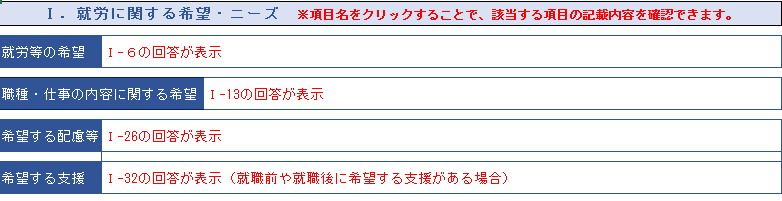 Ⅰ．就労に関する希望・ニーズ ※項目名をクリックすることで、該当する項目の記載内容を確認できます。
就労等の希望 Ⅰ-６の回答が表示
職種・仕事の内容に関する希望 Ⅰ-13の回答が表示
希望する配慮等 Ⅰ-26の回答が表示
希望する支援 Ⅰ-32の回答が表示（就職前や就職後に希望する支援がある場合）